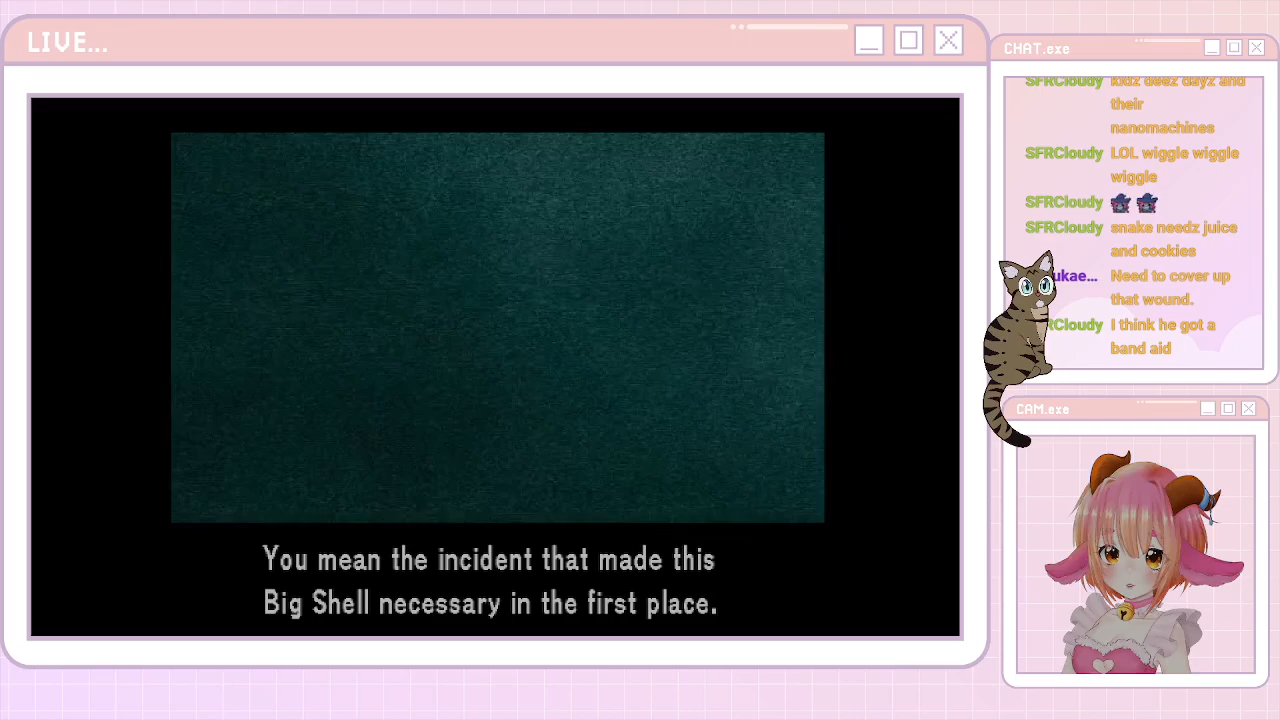 LIVE...
You mean the incident that made this
Big Shell necessary in the first place.
CHAT.exe
SFRCloudy kidz deez dayz and
their
nanomachines
SFRCloudy LOL wiggle wiggle
wiggle
SFRCloudy
SFRCloudy snake needz juice
and cookies
ukae... Need to cover up
that wound.
RCloudy I think he got a
band aid
CAM.exe